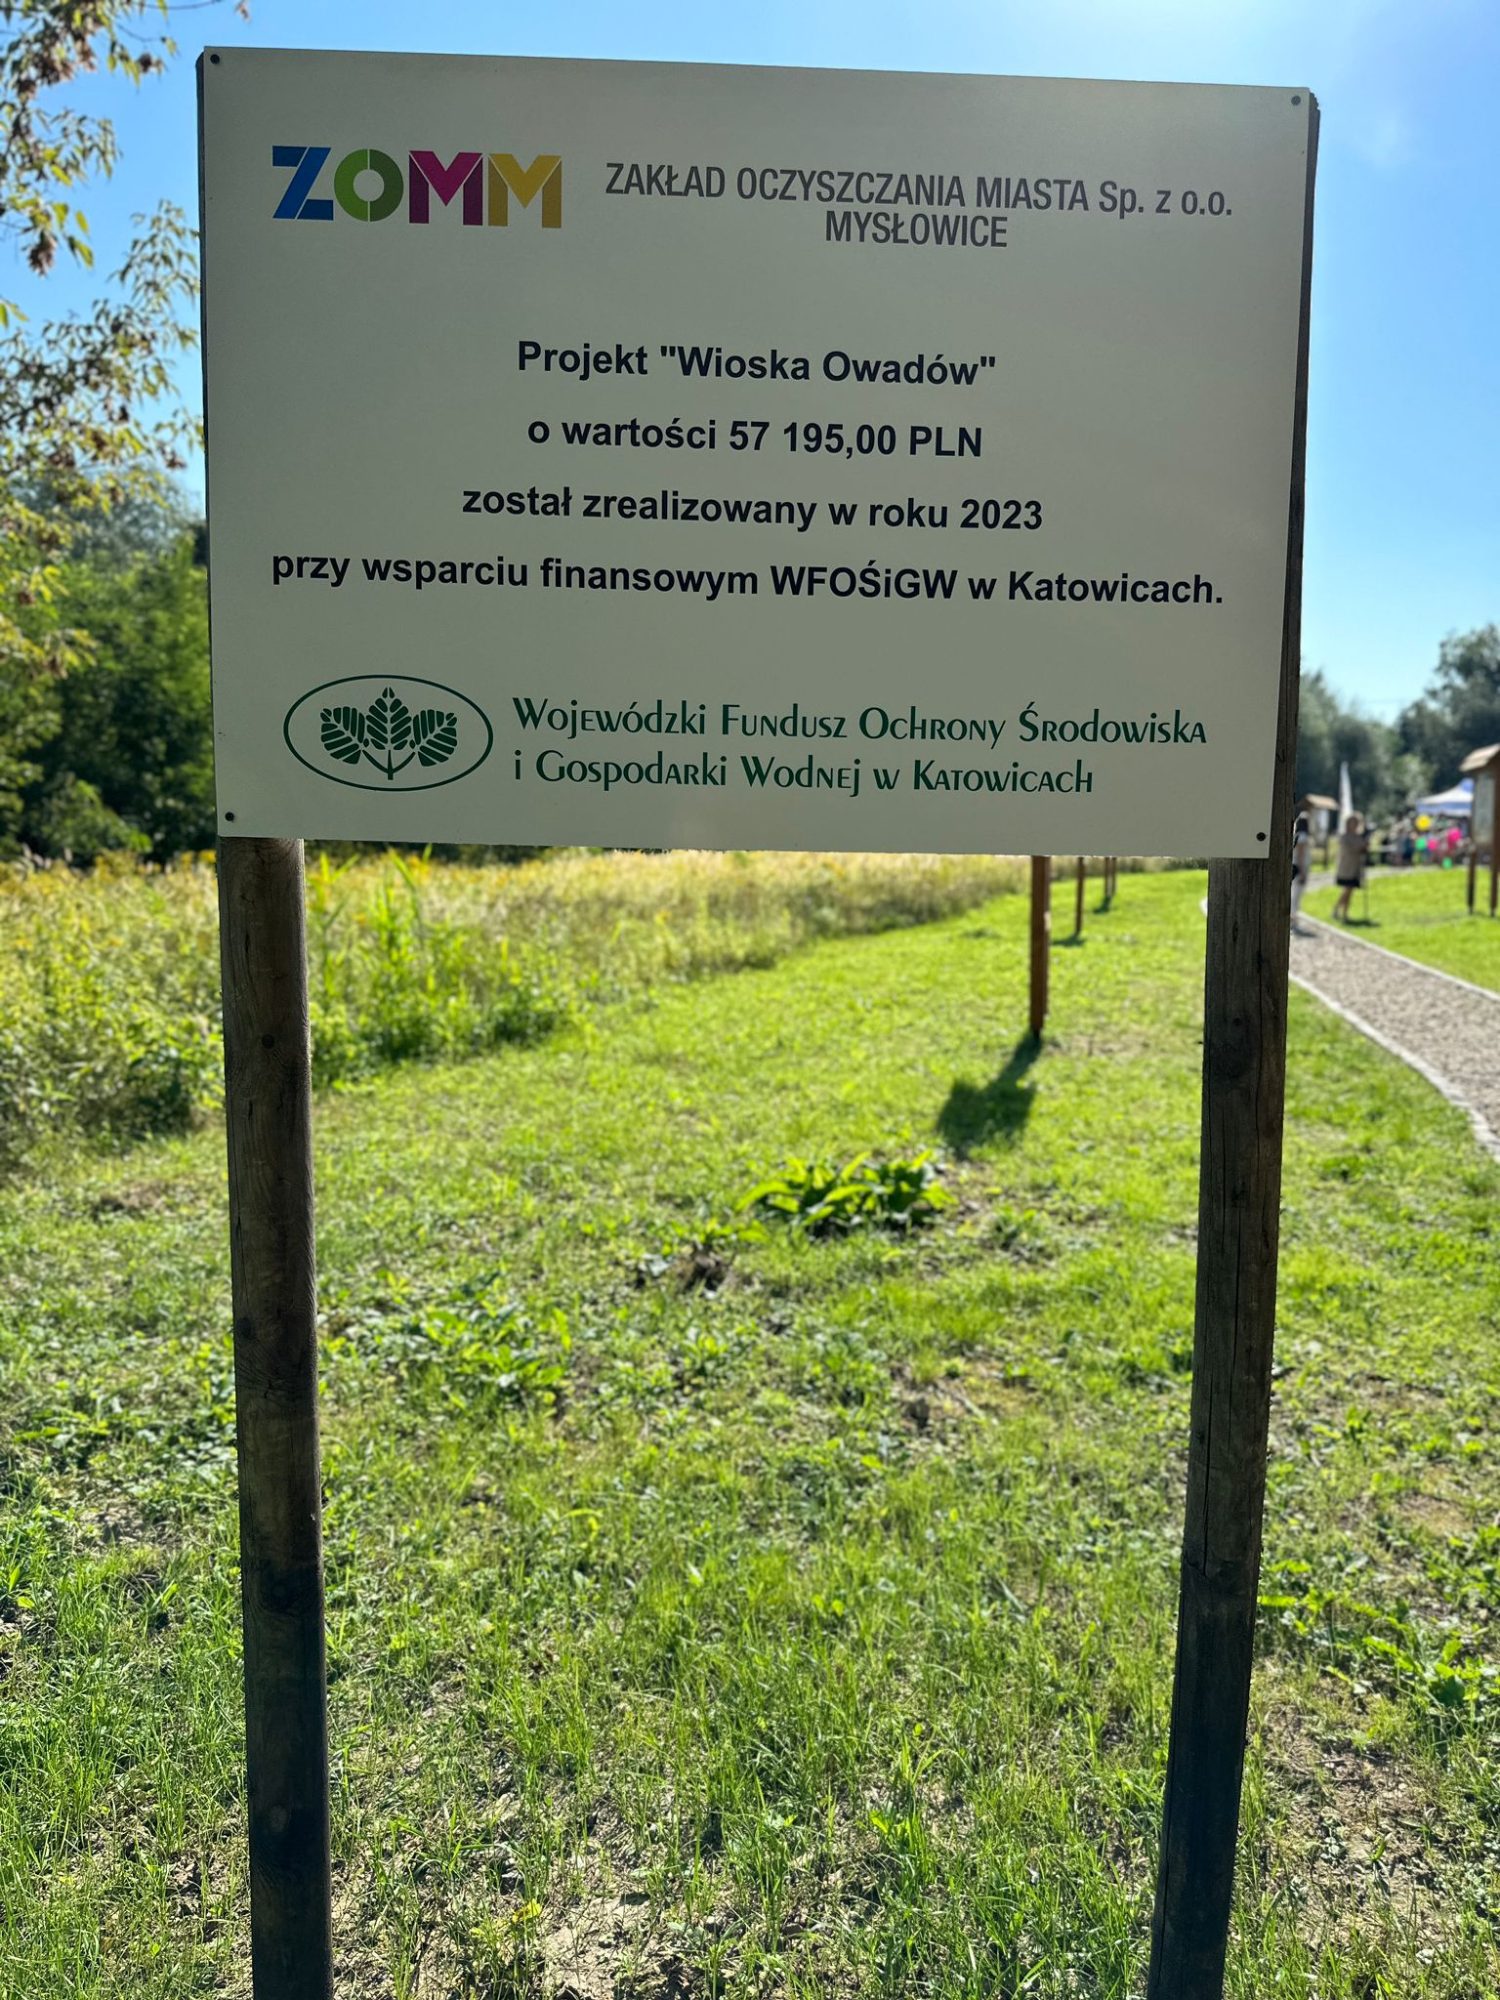 ZOMM
ZAKŁAD OCZYSZCZANIA MIASTA Sp. z o.o.
MYSŁOWICE
Projekt "Wioska Owadów"
o wartości 57 195,00 PLN
został zrealizowany w roku 2023
przy wsparciu finansowym WFOŚiGW w Katowicach.
Wojewódzki Fundusz Ochrony Środowiska
i Gospodarki Wodnej w Katowicach